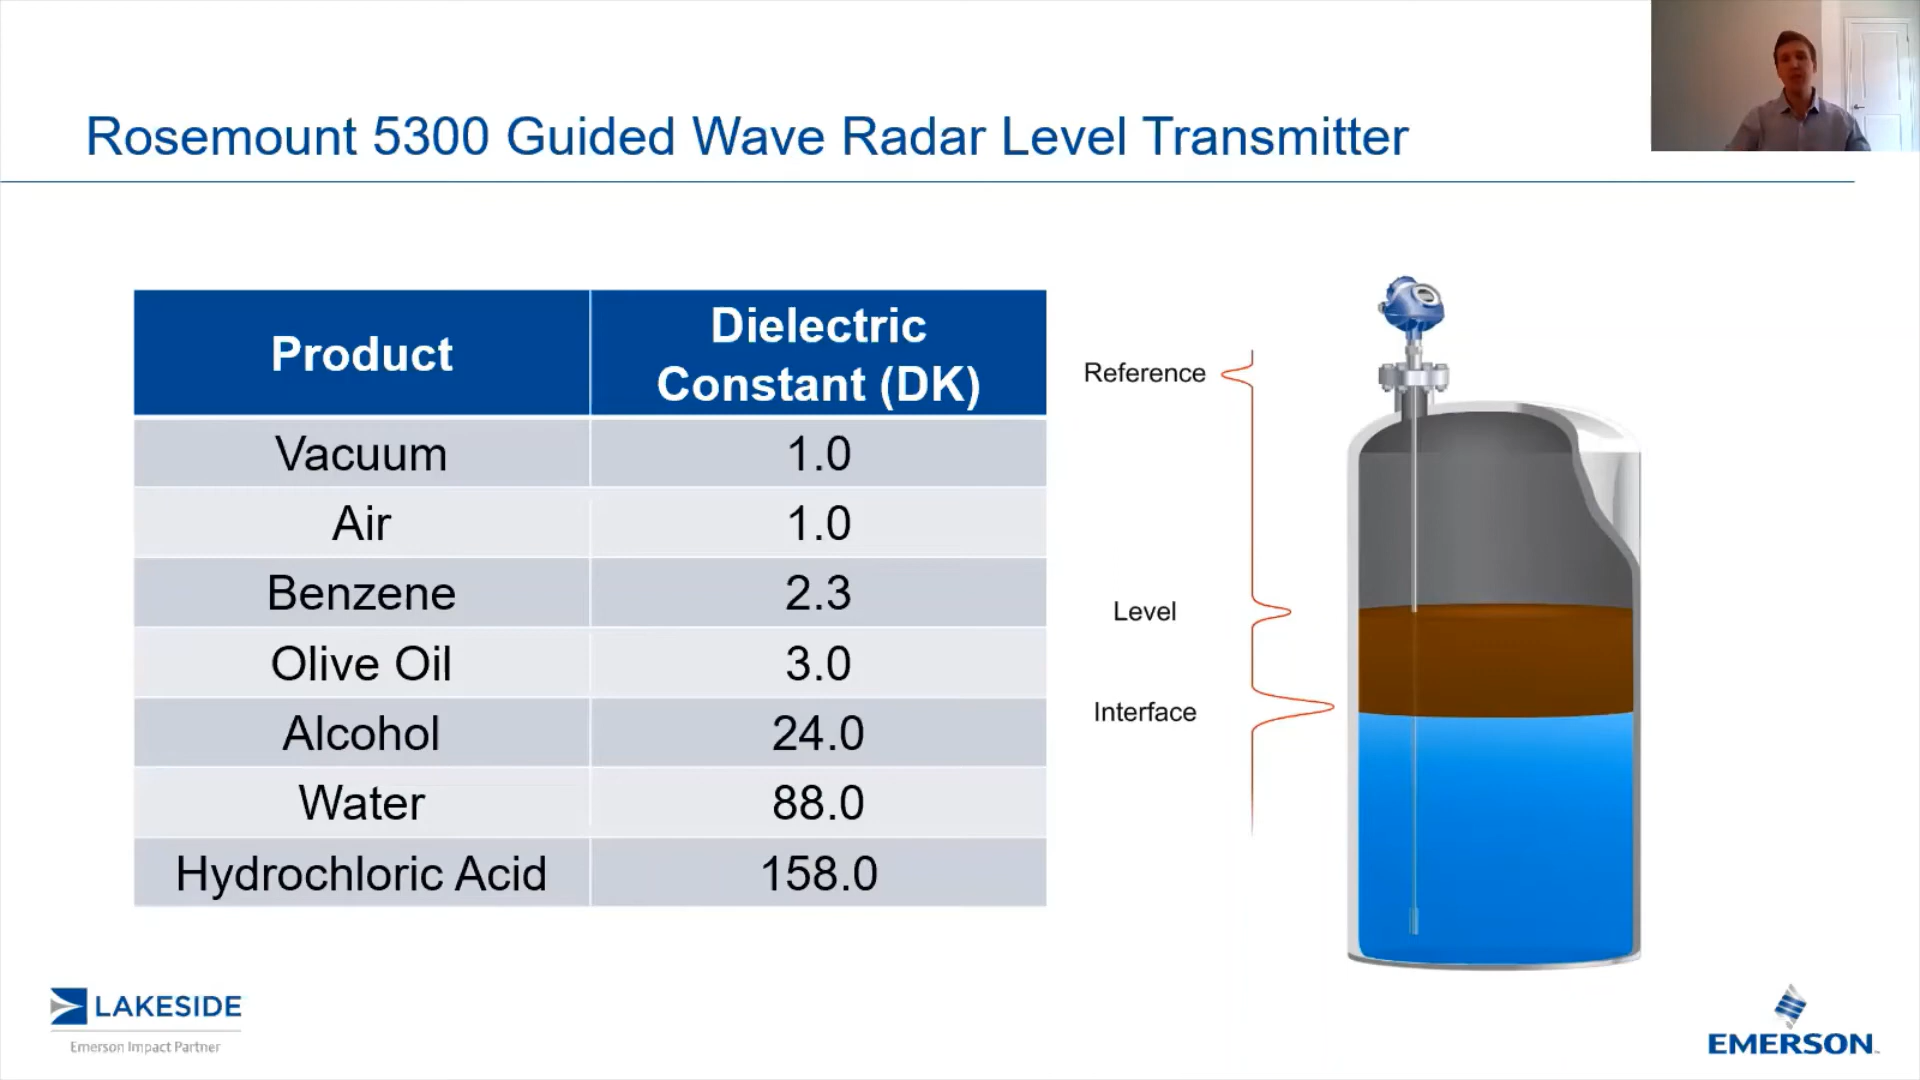 Rosemount 5300 Guided Wave Radar Level Transmitter
Product
Dielectric
Constant (DK)
Vacuum 1.0
Air 1.0
Benzene 2.3
Olive Oil 3.0
Alcohol 24.0
Water 88.0
Hydrochloric Acid 158.0
Reference
Level
Interface
LAKESIDE
Emerson Impact Partner
EMERSON